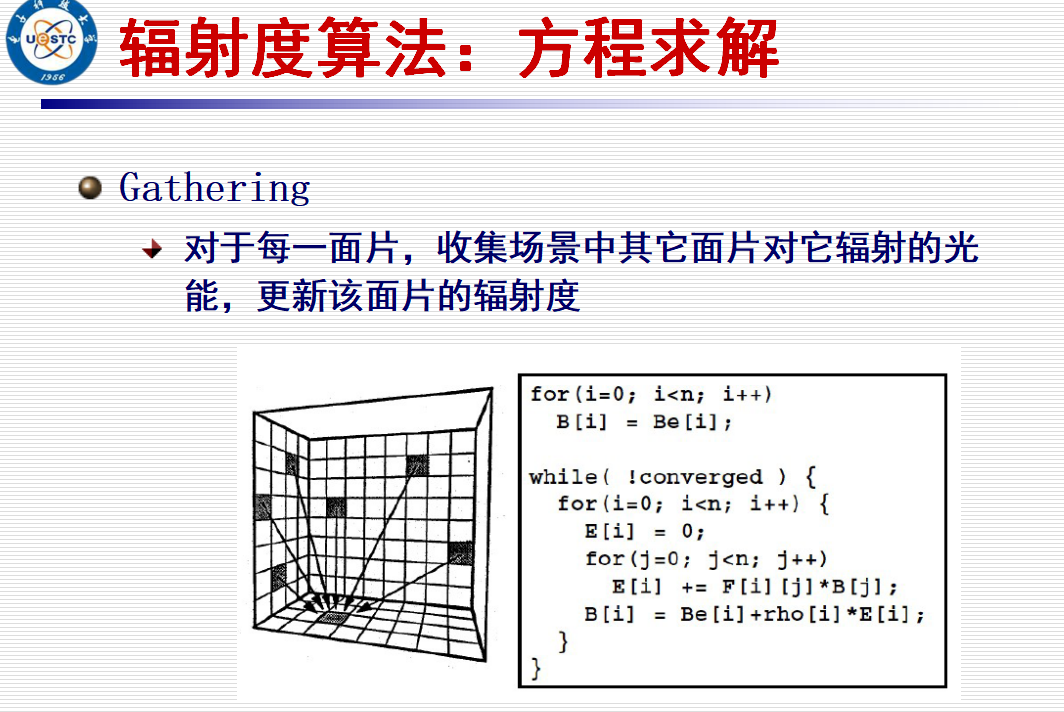 UESTC
1956
辐射度算法：方程求解
Gathering
对于每一面片，收集场景中其它面片对它辐射的光
能，更新该面片的辐射度
for(i=0; i<n; i++)
B[i] = Be[i];
while( !converged ) {
for(i=0; i<n; i++) {
E[i] = 0;
for(j=0; j<n; j++)
E[i] += F[i][j]*B[j];
B[i] = Be[i]+rho[i]*E[i];
}
}